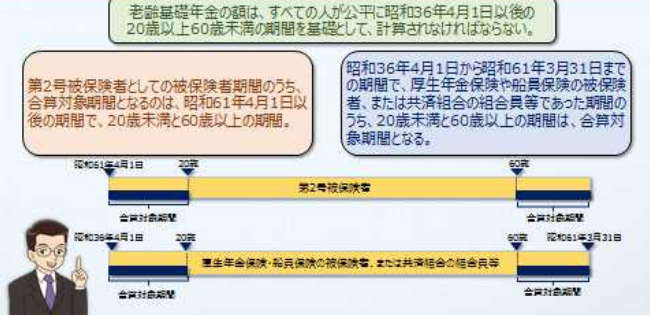 老齢基礎年金の額は、すべての人が公平に昭和36年4月1日以後の
20歳以上60歳未満の期間を基礎として、計算されなければならない。
第2号被保険者としての被保険者期間のうち、
合算対象期間となるのは、昭和61年4月1日以
後の期間で、20歳未満と60歳以上の期間。
昭和36年4月1日から昭和61年3月31日まで
の期間で、厚生年金保険や船員保険の被保険
者、または共済組合の組合員等であった期間の
うち、20歳未満と60歳以上の期間は、合算対
象期間となる。
昭和61年4月1日 20歳 60歳
第2号被保険者
合算対象期間 合算対象期間
昭和36年4月1日 20歳 60歳 昭和61年3月31日
厚生年金保険・船員保険の被保険者、または共済組合の組合員等
合算対象期間 合算対象期間